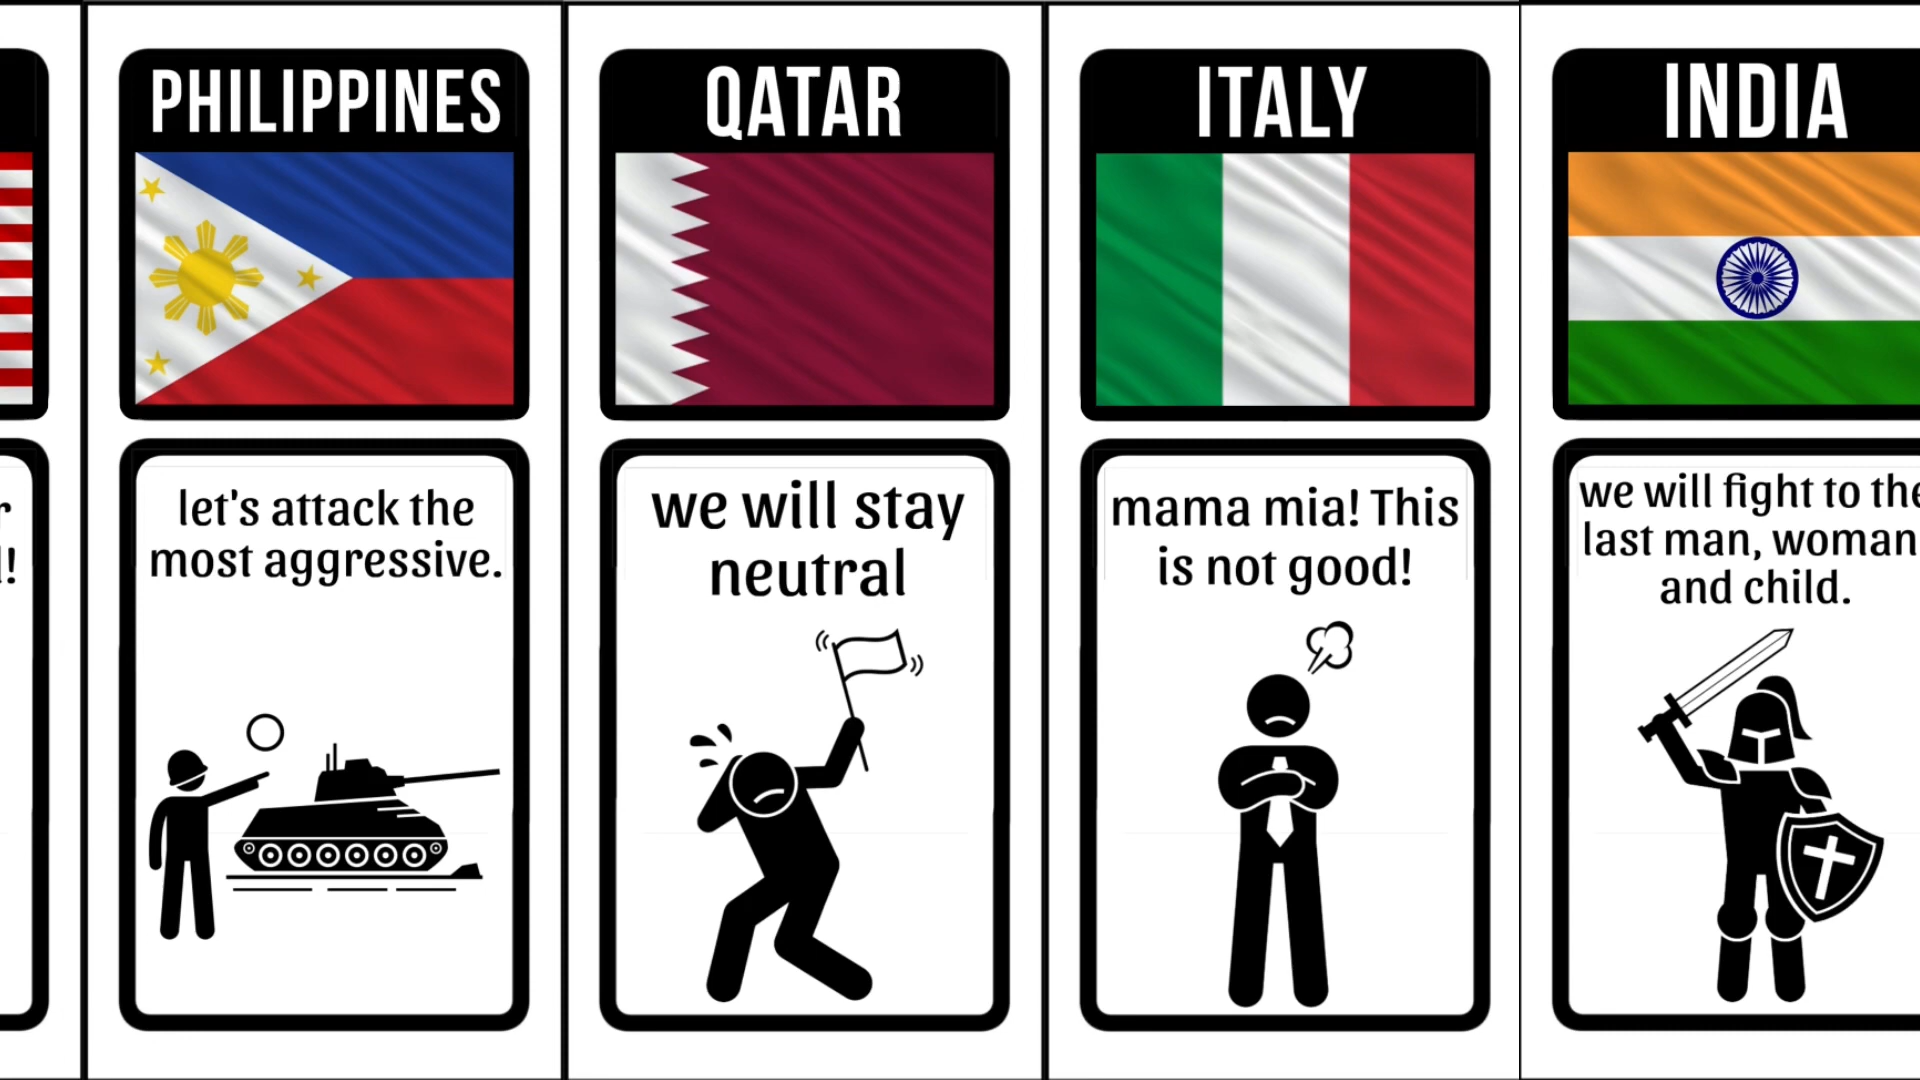 PHILIPPINES
let's attack the
most aggressive.
QATAR
we will stay
neutral
ITALY
mama mia! This
is not good!
INDIA
we will fight to the
last man, woman
and child.